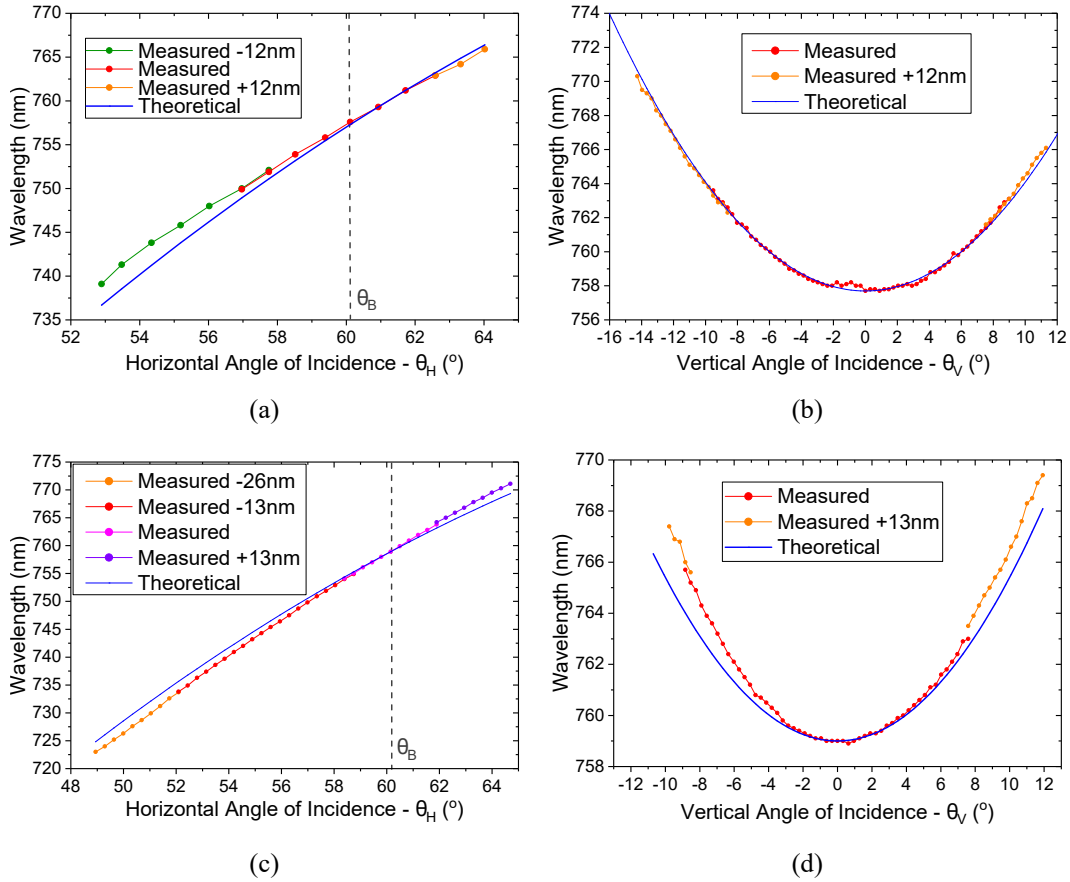 Measured -12nm
Measured
Measured +12nm
Theoretical
Wavelength (nm)
765
760
755
750
745
740
735
θB
52 54 56 58 60 62 64
Horizontal Angle of Incidence - θH (°)
(a)
Measured
Measured +12nm
Theoretical
Wavelength (nm)
774
772
770
768
766
764
762
760
758
756
-16 -14 -12 -10 -8 -6 -4 -2 0 2 4 6 8 10 12
Vertical Angle of Incidence - θV (°)
(b)
Measured -26nm
Measured -13nm
Measured
Measured +13nm
Theoretical
Wavelength (nm)
775
770
765
760
755
750
745
740
735
730
725
720
θB
48 50 52 54 56 58 60 62 64
Horizontal Angle of Incidence - θH (°)
(c)
Measured
Measured +13nm
Theoretical
Wavelength (nm)
770
768
766
764
762
760
758
-12 -10 -8 -6 -4 -2 0 2 4 6 8 10 12
Vertical Angle of Incidence - θV (°)
(d)